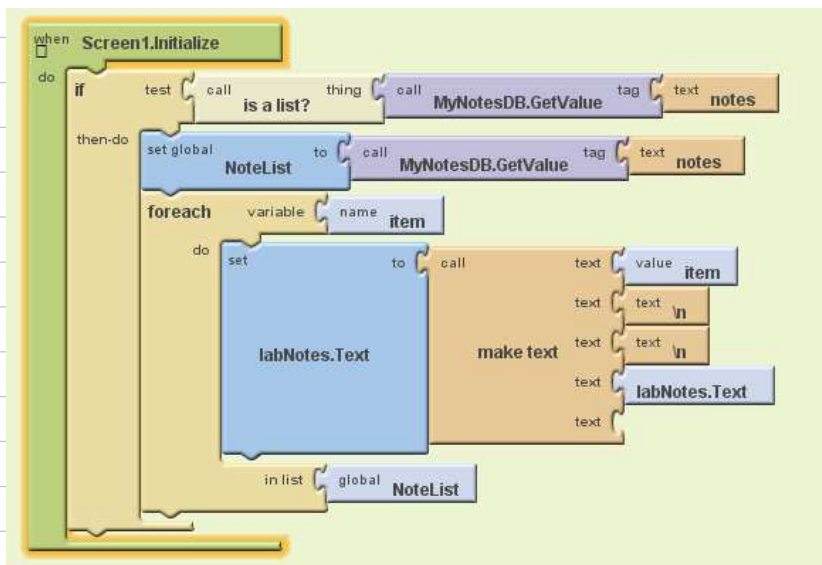 when Screen1.Initialize
do if test call is a list? thing call MyNotesDB.GetValue tag text notes
then-do set global NoteList to call MyNotesDB.GetValue tag text notes
foreach variable name item
do set labNotes.Text to call make text text value item
text text \n
text text \n
text labNotes.Text
text
in list global NoteList